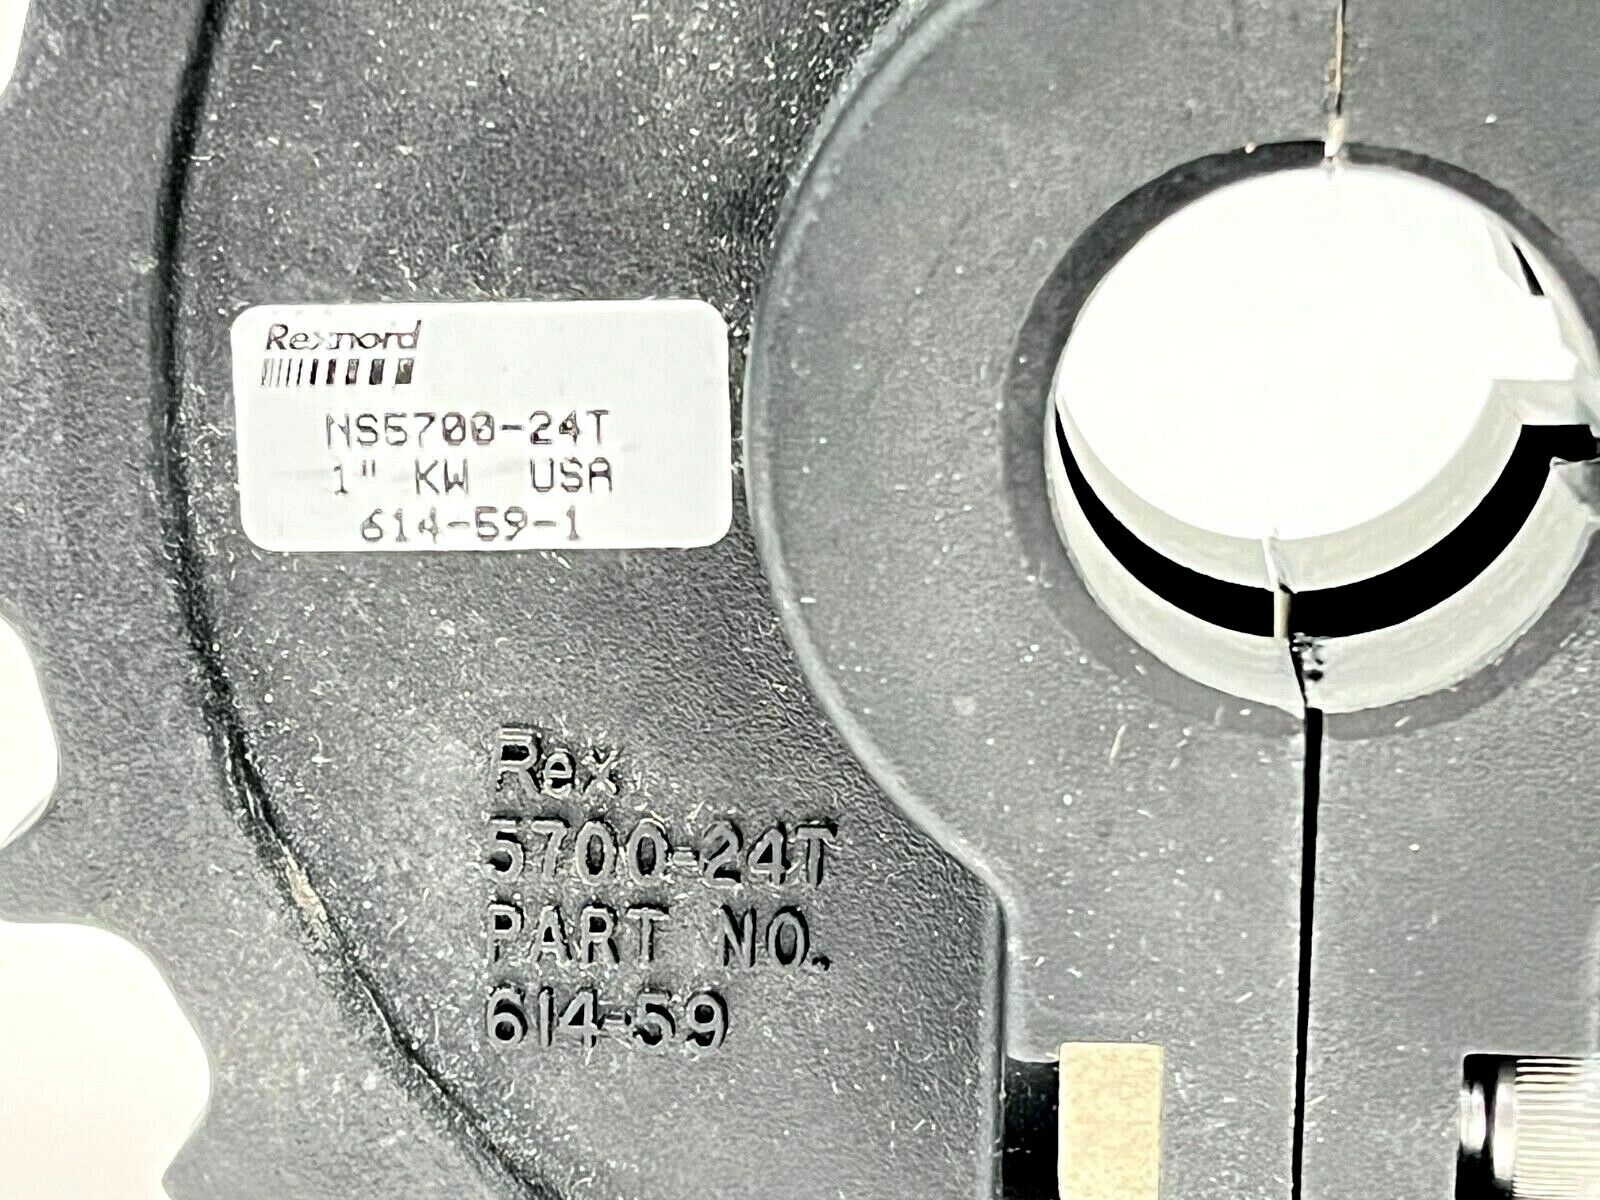 Rexnord
NS5700-24T
1" KW USA
614-59-1
Rex
5700-24T
PART NO.
614-59